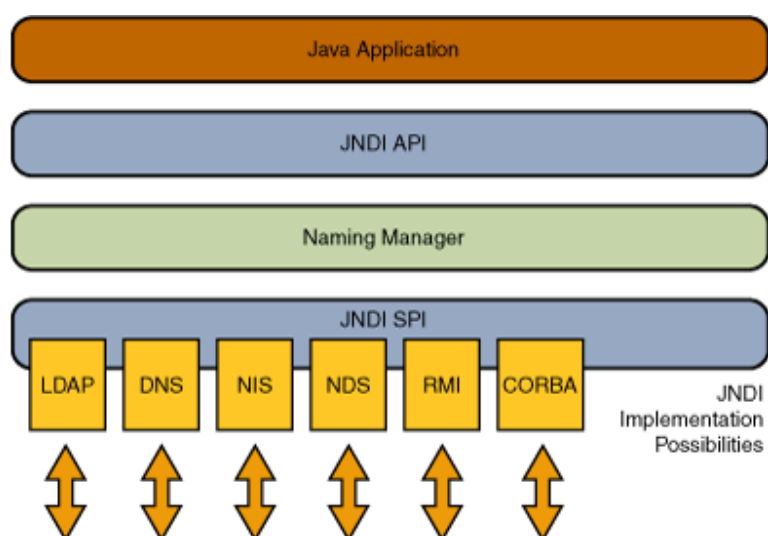 Java Application
JNDI API
Naming Manager
JNDI SPI
LDAP DNS NIS NDS RMI CORBA
JNDI
Implementation
Possibilities